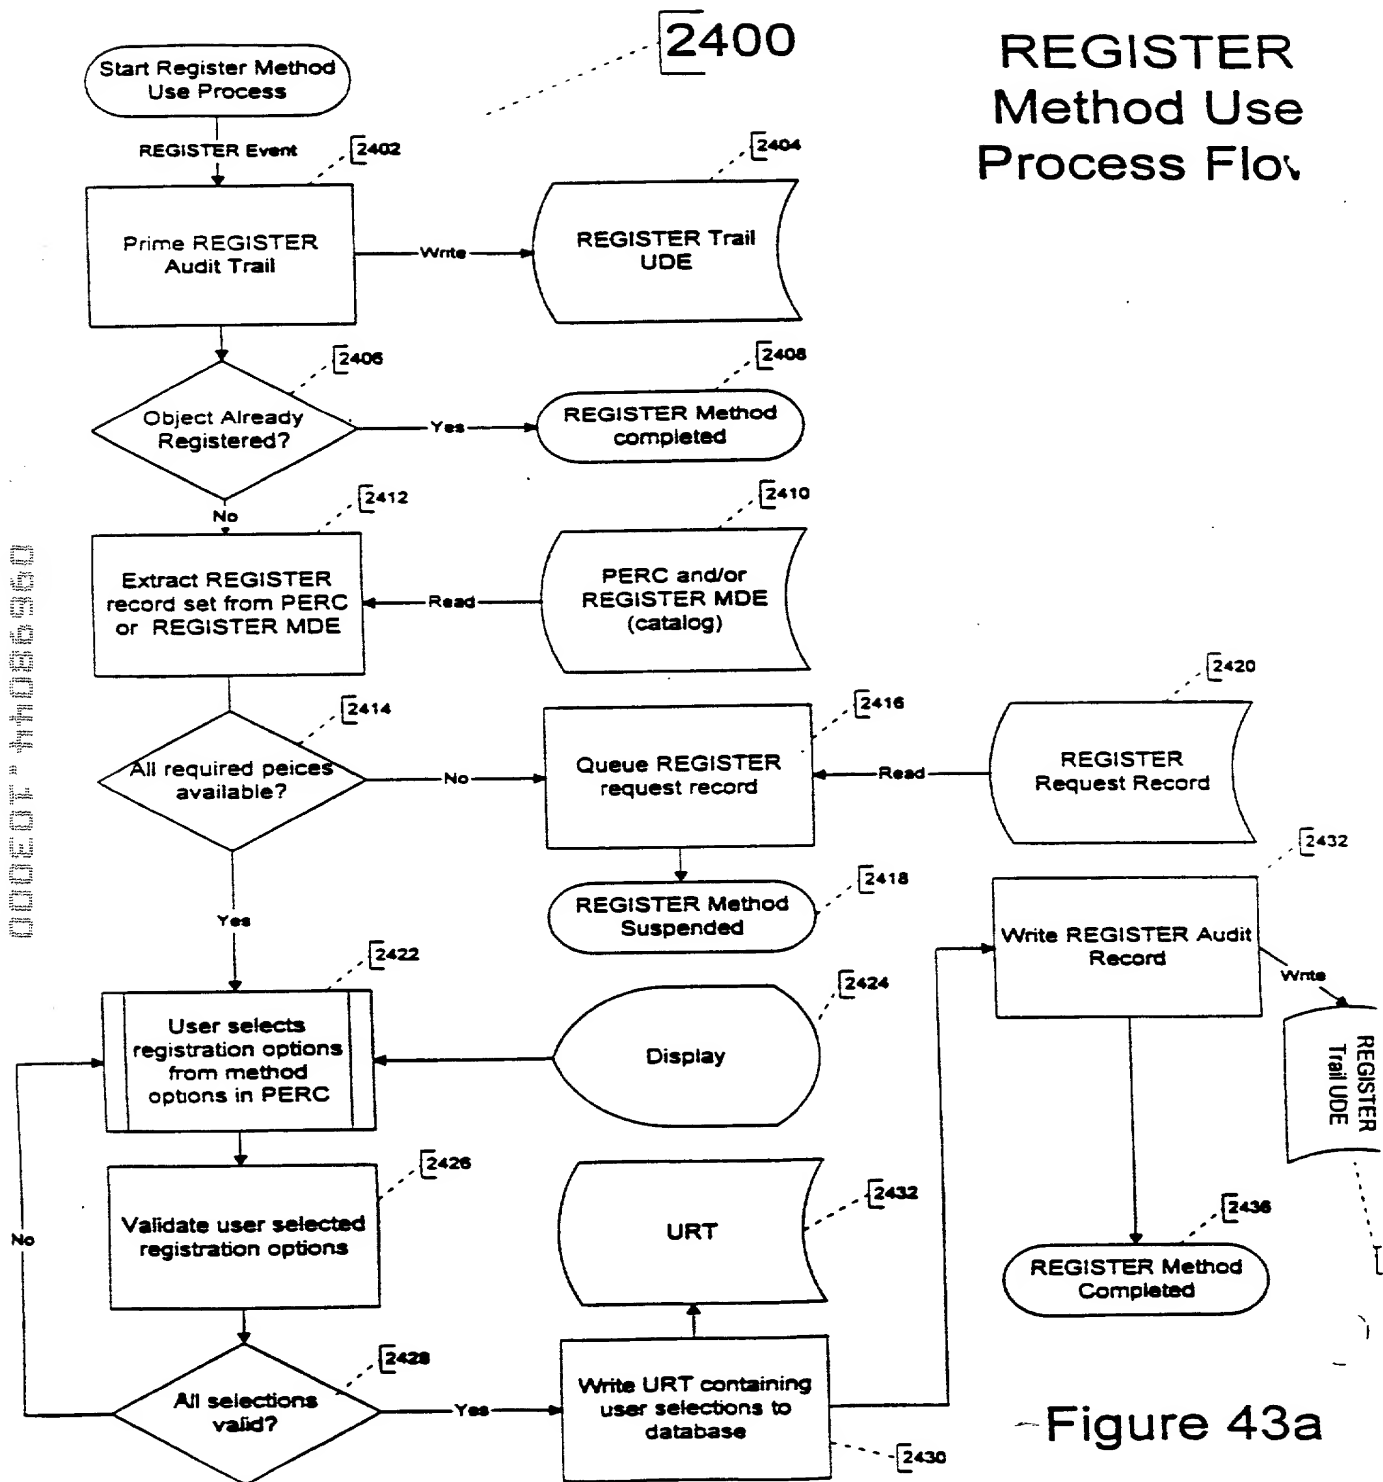 2400
REGISTER
Method Use
Process Flow
Start Register Method
Use Process
REGISTER Event
2402
Prime REGISTER
Audit Trail
Write
2404
REGISTER Trail
UDE
2406
Object Already
Registered?
Yes
2408
REGISTER Method
completed
No
2412
Extract REGISTER
record set from PERC
or REGISTER MDE
Read
2410
PERC and/or
REGISTER MDE
(catalog)
2414
All required peices
available?
No
2416
Queue REGISTER
request record
Read
2420
REGISTER
Request Record
2418
REGISTER Method
Suspended
Yes
2422
User selects
registration options
from method
options in PERC
2424
Display
2426
Validate user selected
registration options
2428
All selections
valid?
No
Yes
2430
Write URT containing
user selections to
database
2432
URT
2432
Write REGISTER Audit
Record
Write
REGISTER
Trail UDE
2436
REGISTER Method
Completed
Figure 43a